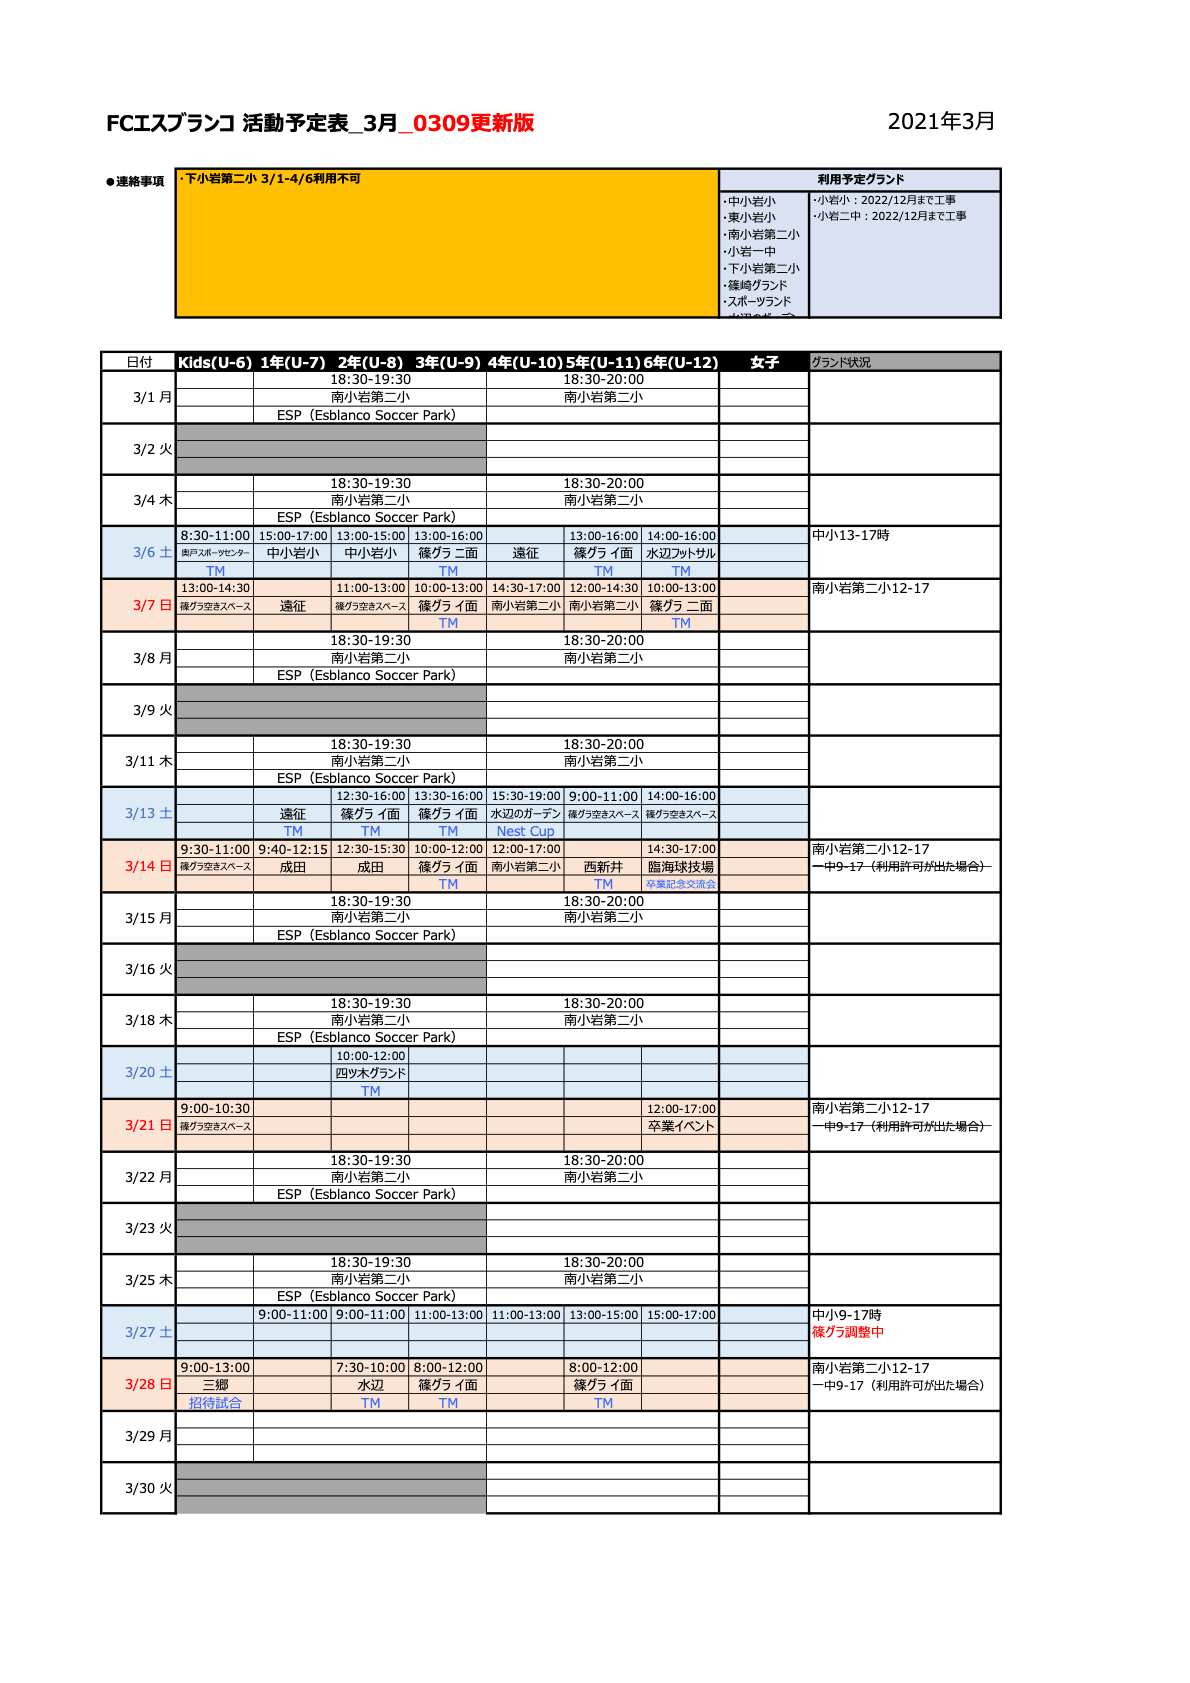 FCエスブランコ 活動予定表_3月_0309更新版
2021年3月
●連絡事項
・下小岩第二小 3/1-4/6利用不可
利用予定グランド
・中小岩小
・東小岩小
・南小岩第二小
・小岩一中
・下小岩第二小
・篠崎グランド
・スポーツランド
・小岩小：2022/12月まで工事
・小岩二中：2022/12月まで工事
日付 Kids(U-6) 1年(U-7) 2年(U-8) 3年(U-9) 4年(U-10) 5年(U-11) 6年(U-12) 女子 グランド状況
3/1 月
18:30-19:30 18:30-20:00
南小岩第二小 南小岩第二小
ESP（Esblanco Soccer Park）
3/2 火
3/4 木
18:30-19:30 18:30-20:00
南小岩第二小 南小岩第二小
ESP（Esblanco Soccer Park）
3/6 土
8:30-11:00 15:00-17:00 13:00-15:00 13:00-16:00 13:00-16:00 14:00-16:00 中小13-17時
奥戸スポーツセンター 中小岩小 中小岩小 篠グラ 二面 遠征 篠グラ イ面 水辺フットサル
TM TM TM TM
3/7 日
13:00-14:30 11:00-13:00 10:00-13:00 14:30-17:00 12:00-14:30 10:00-13:00 南小岩第二小12-17
篠グラ空きスペース 遠征 篠グラ空きスペース 篠グラ イ面 南小岩第二小 南小岩第二小 篠グラ 二面
TM TM
3/8 月
18:30-19:30 18:30-20:00
南小岩第二小 南小岩第二小
ESP（Esblanco Soccer Park）
3/9 火
3/11 木
18:30-19:30 18:30-20:00
南小岩第二小 南小岩第二小
ESP（Esblanco Soccer Park）
3/13 土
12:30-16:00 13:30-16:00 15:30-19:00 9:00-11:00 14:00-16:00
遠征 篠グラ イ面 篠グラ イ面 水辺のガーデン 篠グラ空きスペース 篠グラ空きスペース
TM TM TM Nest Cup
3/14 日
9:30-11:00 9:40-12:15 12:30-15:30 10:00-12:00 12:00-17:00 14:30-17:00 南小岩第二小12-17
篠グラ空きスペース 成田 成田 篠グラ イ面 南小岩第二小 西新井 臨海球技場 一中9-17（利用許可が出た場合）
TM TM 卒業記念交流会
3/15 月
18:30-19:30 18:30-20:00
南小岩第二小 南小岩第二小
ESP（Esblanco Soccer Park）
3/16 火
3/18 木
18:30-19:30 18:30-20:00
南小岩第二小 南小岩第二小
ESP（Esblanco Soccer Park）
3/20 土
10:00-12:00
四ツ木グランド
TM
3/21 日
9:00-10:30 12:00-17:00 南小岩第二小12-17
篠グラ空きスペース 卒業イベント 一中9-17（利用許可が出た場合）
3/22 月
18:30-19:30 18:30-20:00
南小岩第二小 南小岩第二小
ESP（Esblanco Soccer Park）
3/23 火
3/25 木
18:30-19:30 18:30-20:00
南小岩第二小 南小岩第二小
ESP（Esblanco Soccer Park）
3/27 土
9:00-11:00 9:00-11:00 11:00-13:00 11:00-13:00 13:00-15:00 15:00-17:00 中小9-17時
篠グラ調整中
3/28 日
9:00-13:00 7:30-10:00 8:00-12:00 8:00-12:00 南小岩第二小12-17
三郷 水辺 篠グラ イ面 篠グラ イ面 一中9-17（利用許可が出た場合）
招待試合 TM TM TM
3/29 月
3/30 火